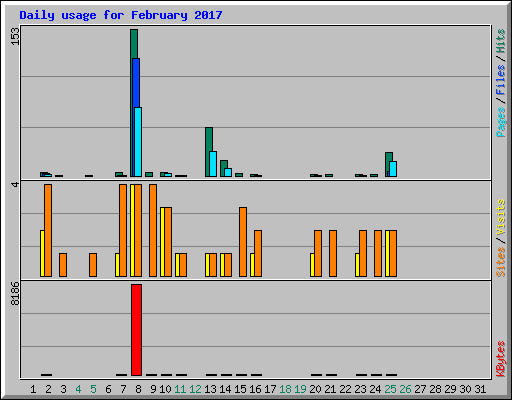 Daily usage for February 2017
153
4
8186
Pages / Files / Hits
Sites / Visits
KBytes
1 2 3 4 5 6 7 8 9 10 11 12 13 14 15 16 17 18 19 20 21 22 23 24 25 26 27 28 29 30 31